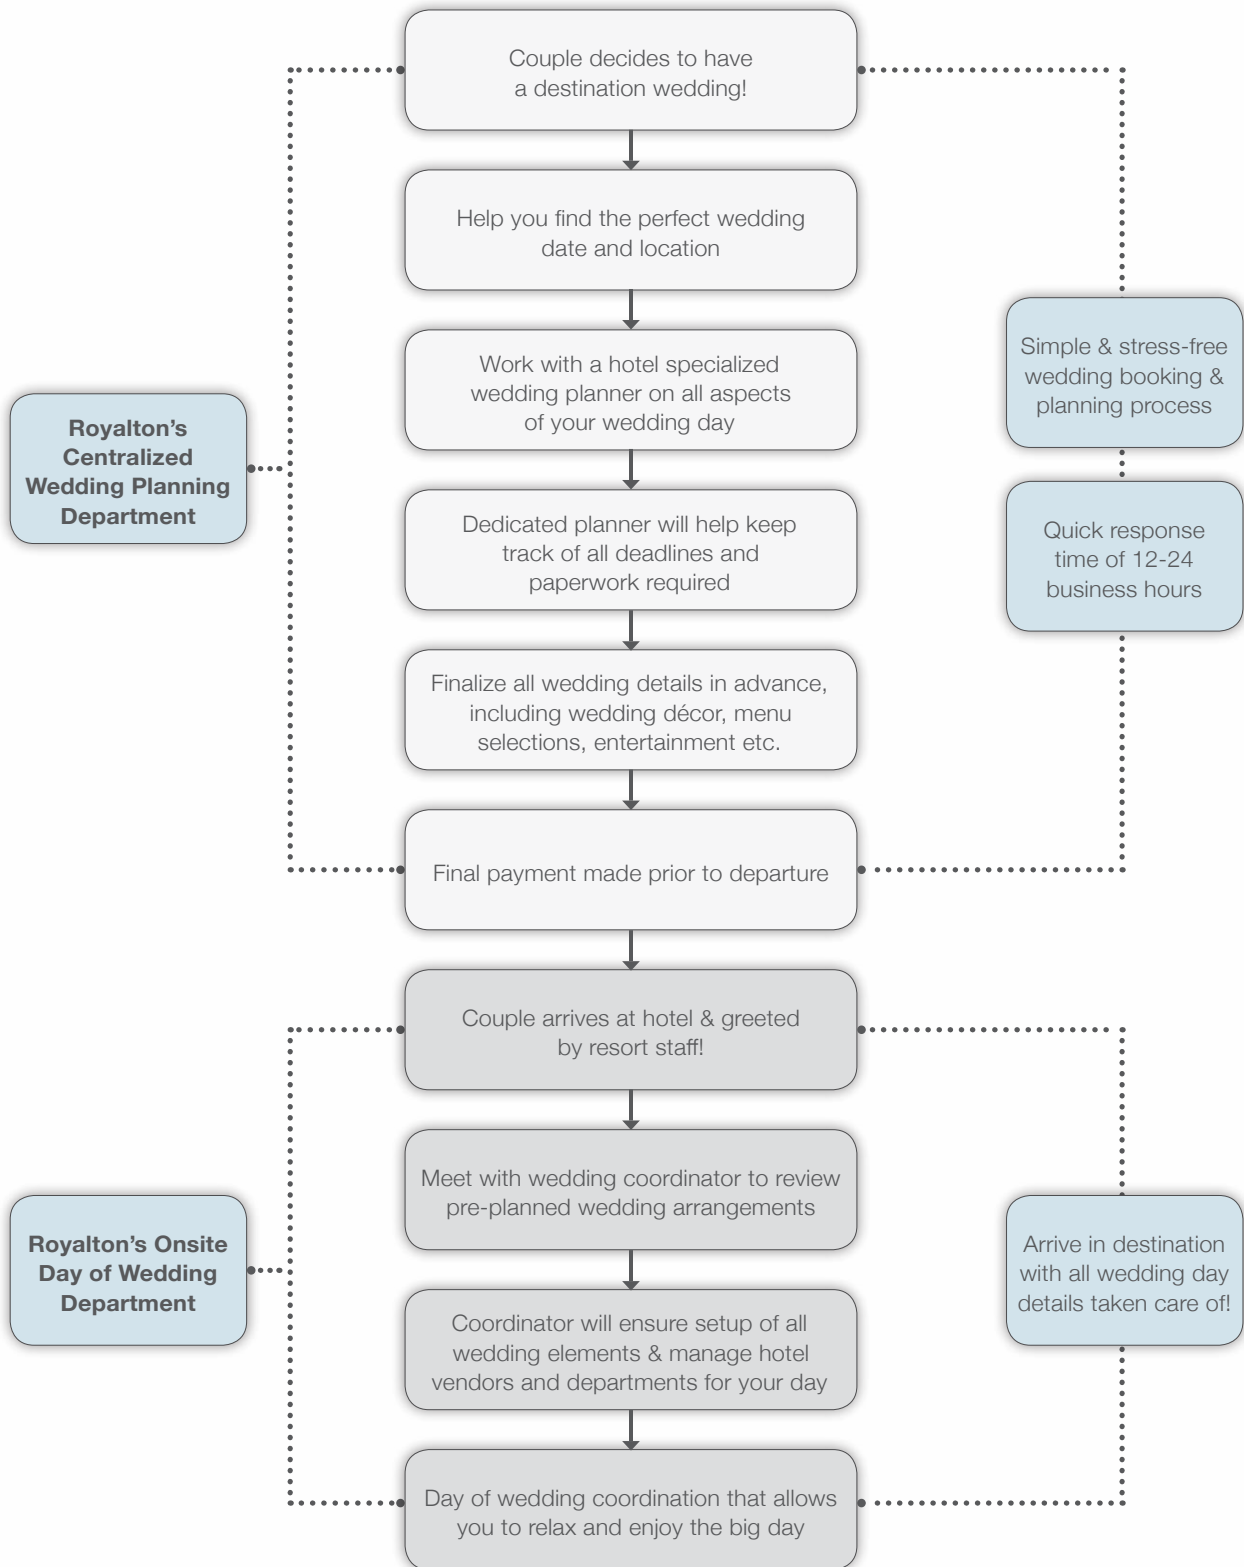 Couple decides to have
a destination wedding!
Help you find the perfect wedding
date and location
Work with a hotel specialized
wedding planner on all aspects
of your wedding day
Dedicated planner will help keep
track of all deadlines and
paperwork required
Finalize all wedding details in advance,
including wedding décor, menu
selections, entertainment etc.
Final payment made prior to departure
Royalton’s
Centralized
Wedding Planning
Department
Simple & stress-free
wedding booking &
planning process
Quick response
time of 12-24
business hours
Couple arrives at hotel & greeted
by resort staff!
Meet with wedding coordinator to review
pre-planned wedding arrangements
Coordinator will ensure setup of all
wedding elements & manage hotel
vendors and departments for your day
Day of wedding coordination that allows
you to relax and enjoy the big day
Royalton’s Onsite
Day of Wedding
Department
Arrive in destination
with all wedding day
details taken care of!